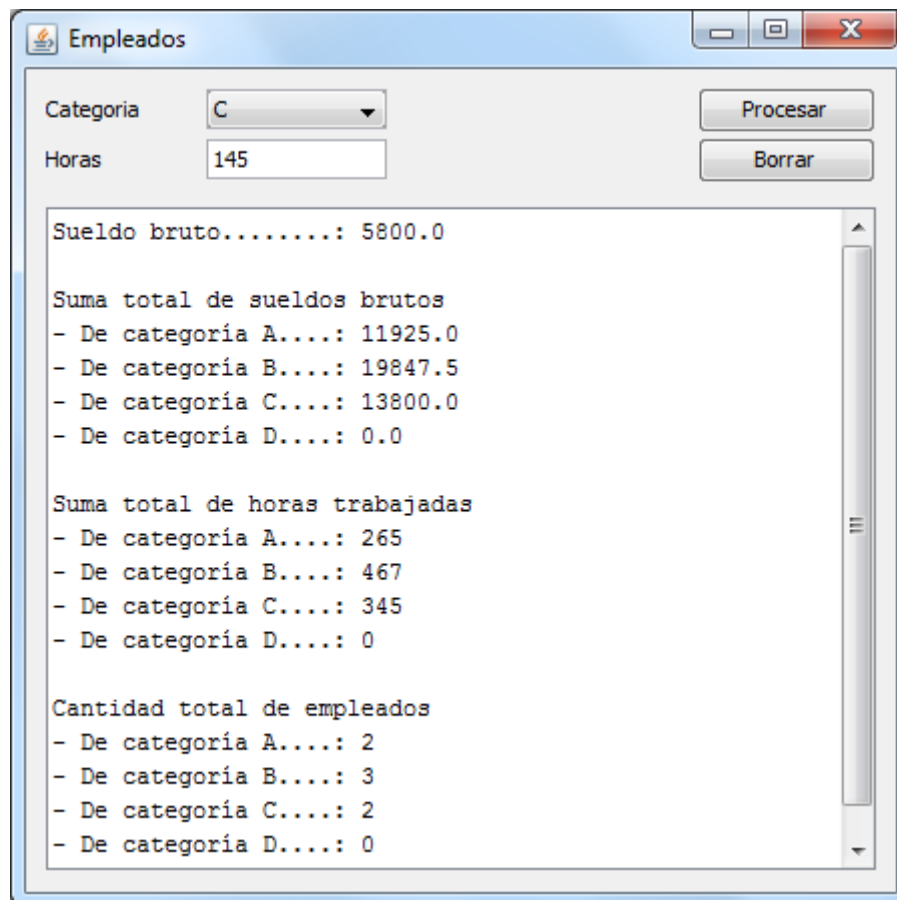 Empleados
Categoria C Procesar
Horas 145 Borrar
Sueldo bruto........: 5800.0
Suma total de sueldos brutos
- De categoría A....: 11925.0
- De categoría B....: 19847.5
- De categoría C....: 13800.0
- De categoría D....: 0.0
Suma total de horas trabajadas
- De categoría A....: 265
- De categoría B....: 467
- De categoría C....: 345
- De categoría D....: 0
Cantidad total de empleados
- De categoría A....: 2
- De categoría B....: 3
- De categoría C....: 2
- De categoría D....: 0